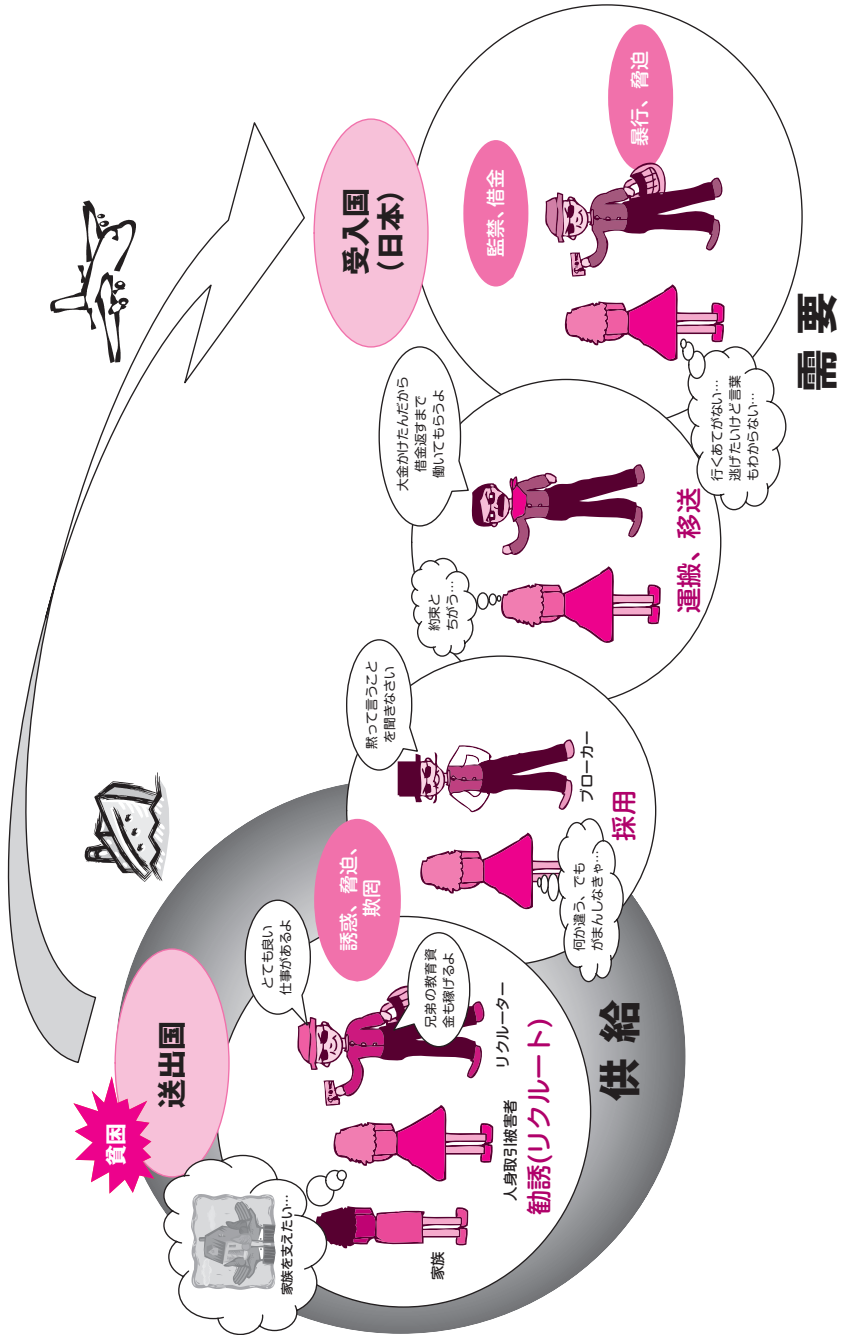 貧困
送出国
家族を支えたい…
とても良い
仕事があるよ
兄弟の教育資
金も稼げるよ
家族
人身取引被害者
リクルーター
勧誘(リクルート)
供給
誘惑、脅迫、
欺罔
黙って言うこと
を聞きなさい
何か違う、でも
がまんしなきゃ…
ブローカー
採用
約束と
ちがう…
大金かけたんだから
借金返すまで
働いてもらうよ
運搬、移送
受入国
(日本)
監禁、借金
暴行、脅迫
行くあてがない…
逃げたいけど言葉
もわからない…
需要